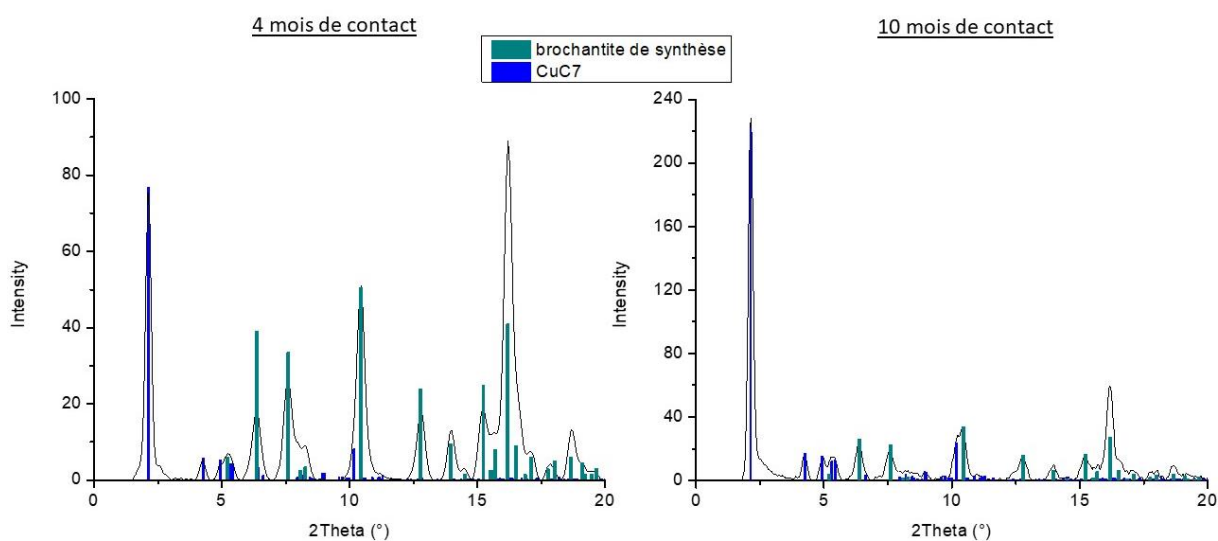 4 mois de contact
10 mois de contact
brochantite de synthèse
CuC7
100
80
60
40
20
0
Intensity
0
5
10
15
20
2Theta (°)
240
200
160
120
80
40
0
Intensity
0
5
10
15
20
2Theta (°)